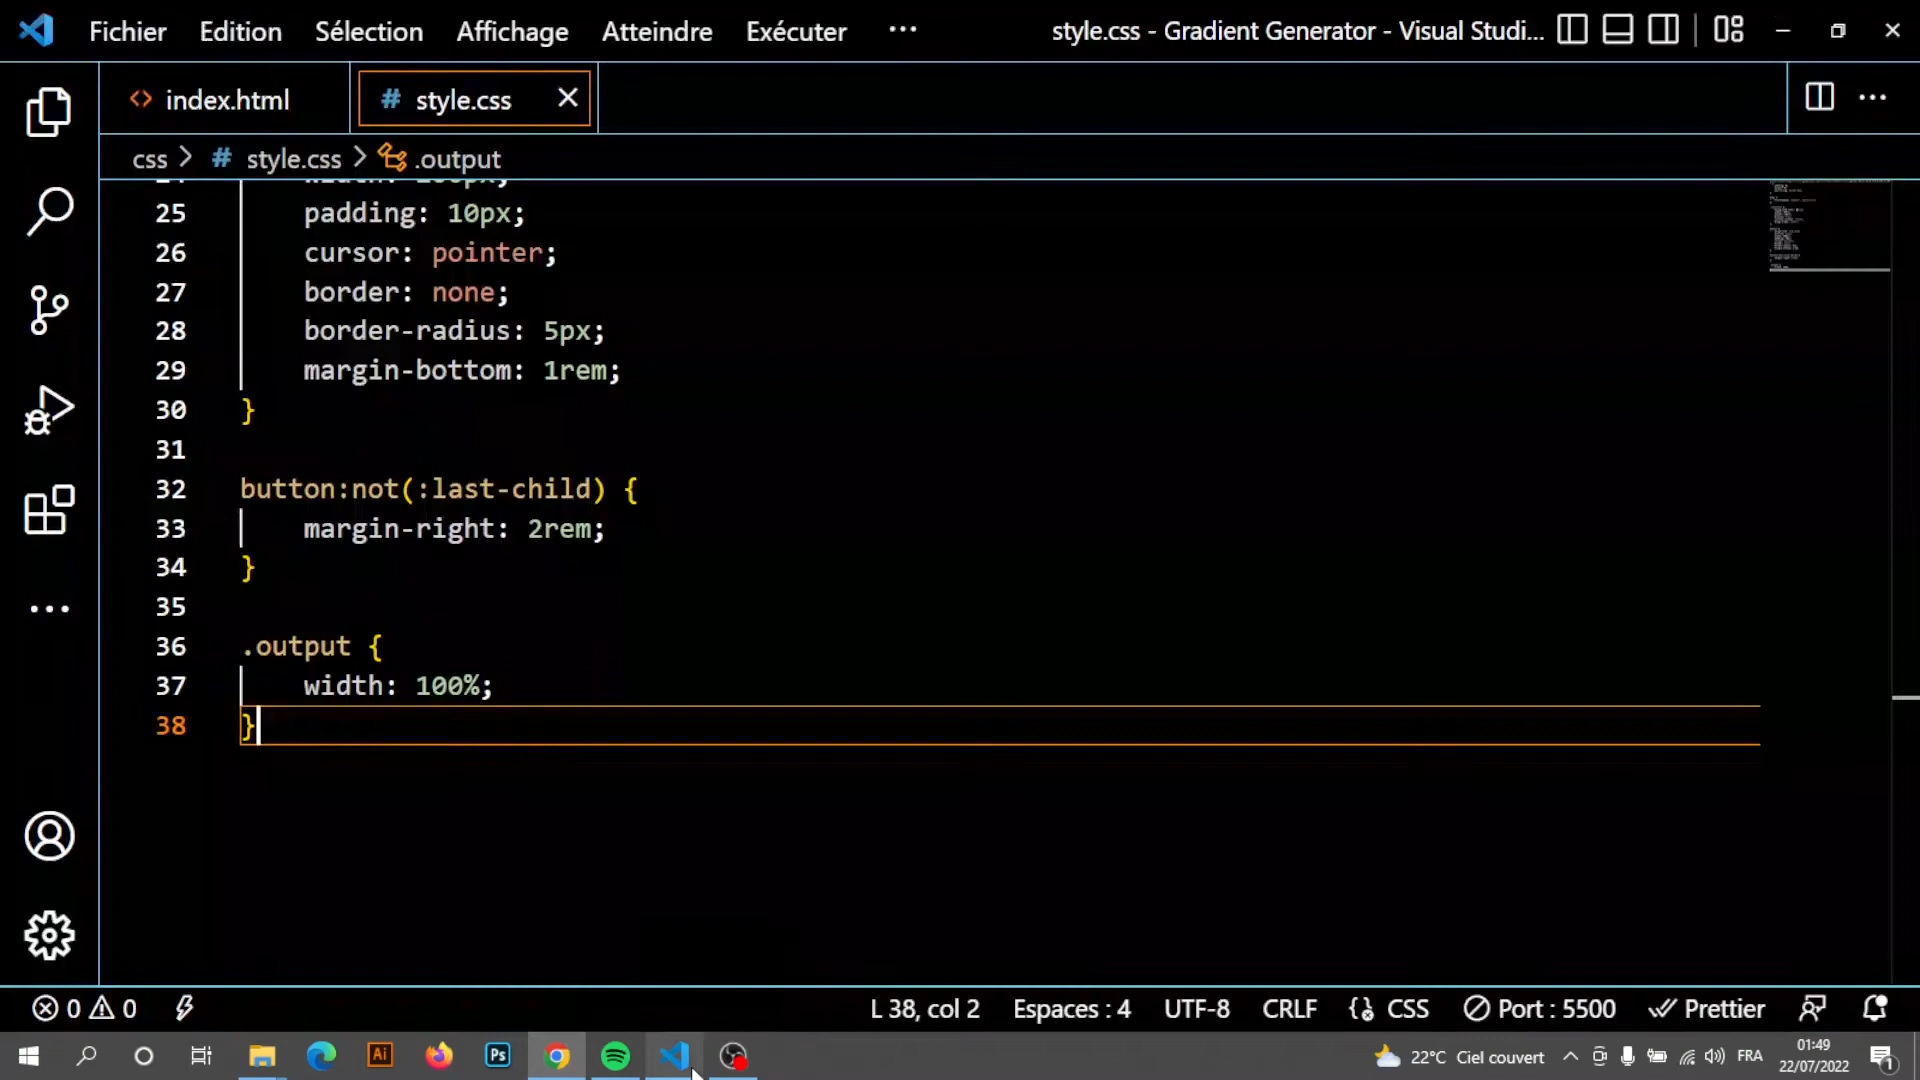 Fichier Edition Sélection Affichage Atteindre Exécuter ··· style.css - Gradient Generator - Visual Studi...
<> index.html # style.css
css > # style.css > .output
25 padding: 10px;
26 cursor: pointer;
27 border: none;
28 border-radius: 5px;
29 margin-bottom: 1rem;
30 }
31
32 button:not(:last-child) {
33 margin-right: 2rem;
34 }
35
36 .output {
37 width: 100%;
38 }
0 0 L 38, col 2 Espaces : 4 UTF-8 CRLF CSS Port : 5500 Prettier
Ai Ps 22°C Ciel couvert FRA 01:49
22/07/2022 1